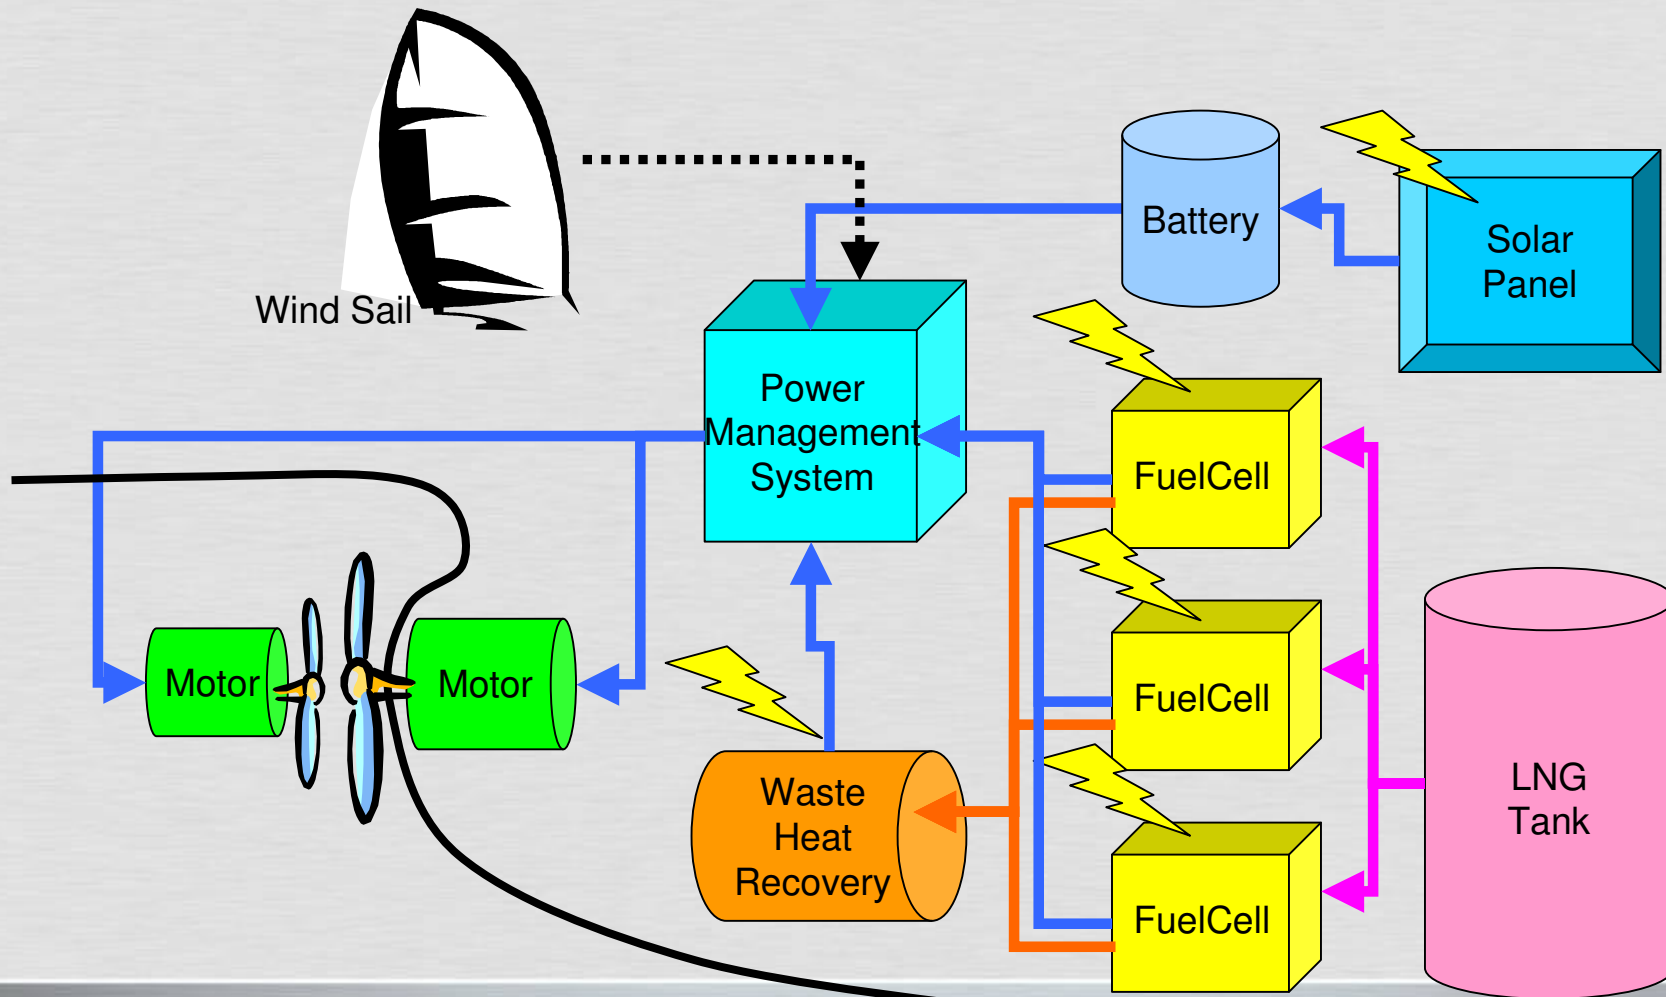 Wind Sail
Battery
Solar
Panel
Power
Management
System
FuelCell
Motor
Motor
FuelCell
Waste
Heat
Recovery
LNG
Tank
FuelCell